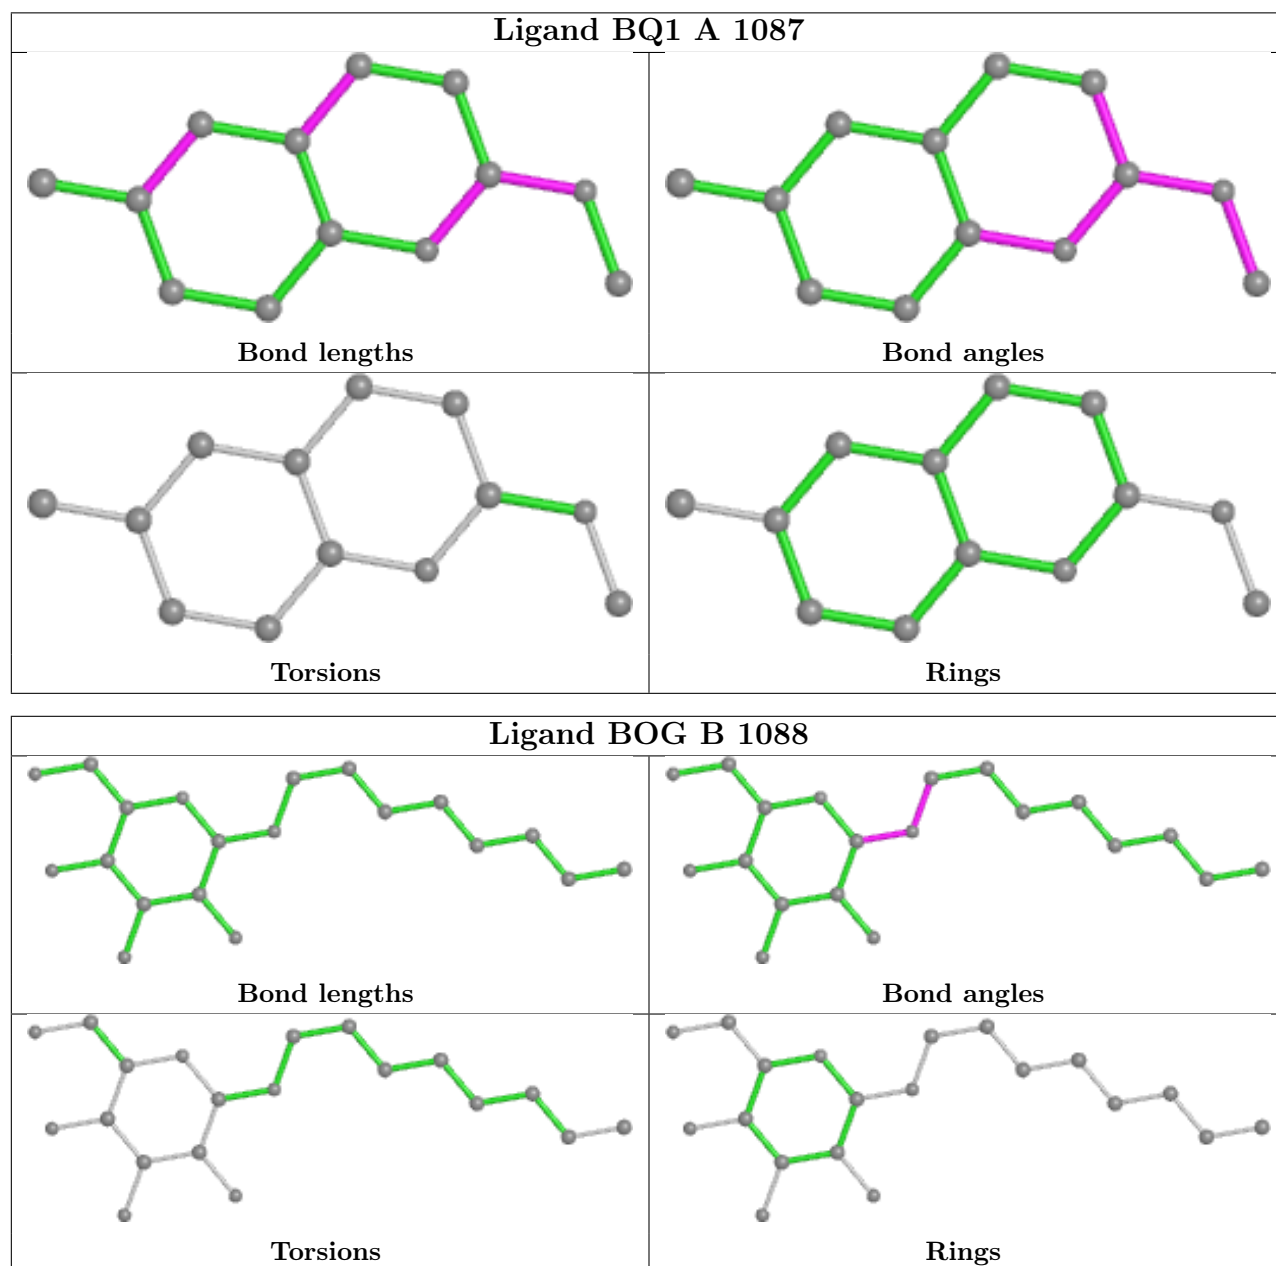 Ligand BQ1 A 1087
Bond lengths
Bond angles
Torsions
Rings
Ligand BOG B 1088
Bond lengths
Bond angles
Torsions
Rings